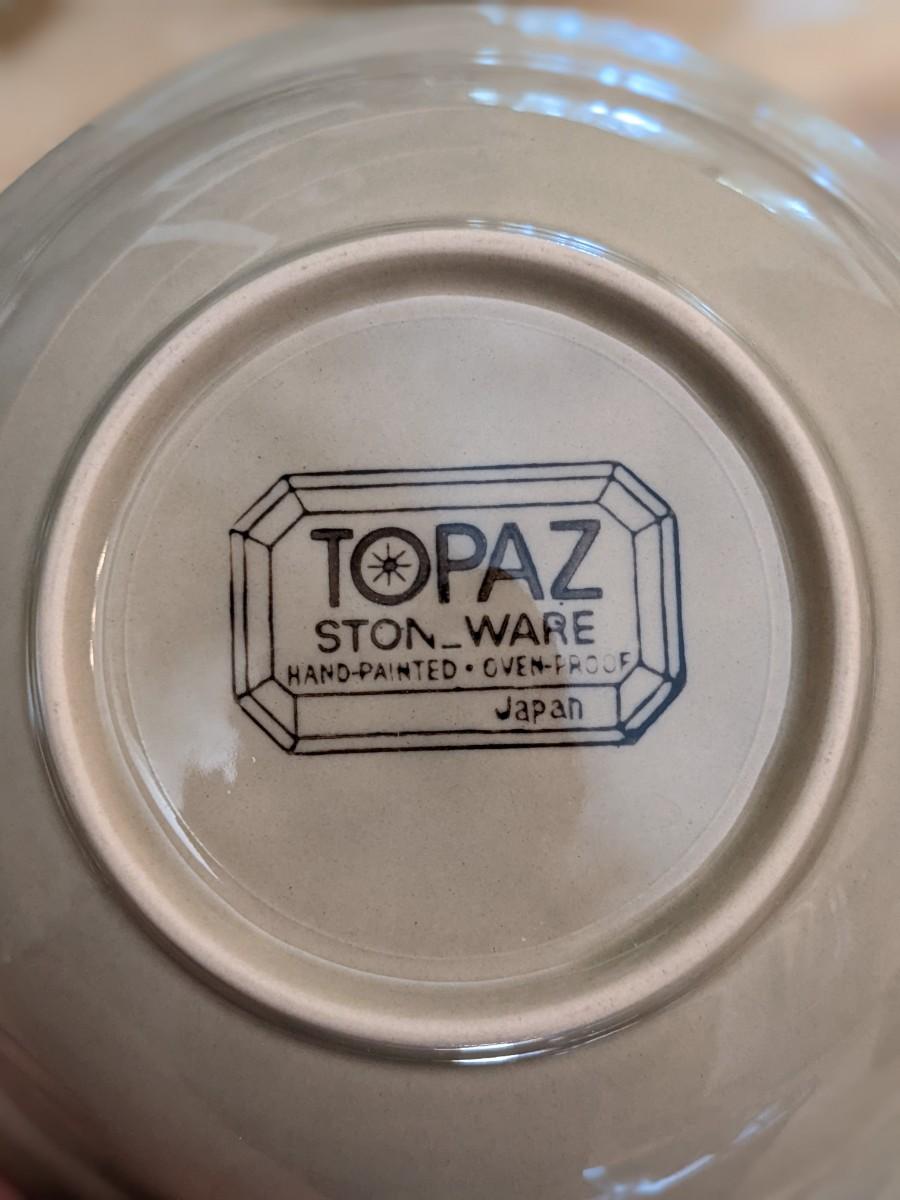 TOPAZ
STON_WARE
HAND-PAINTED • OVEN-PROOF
Japan